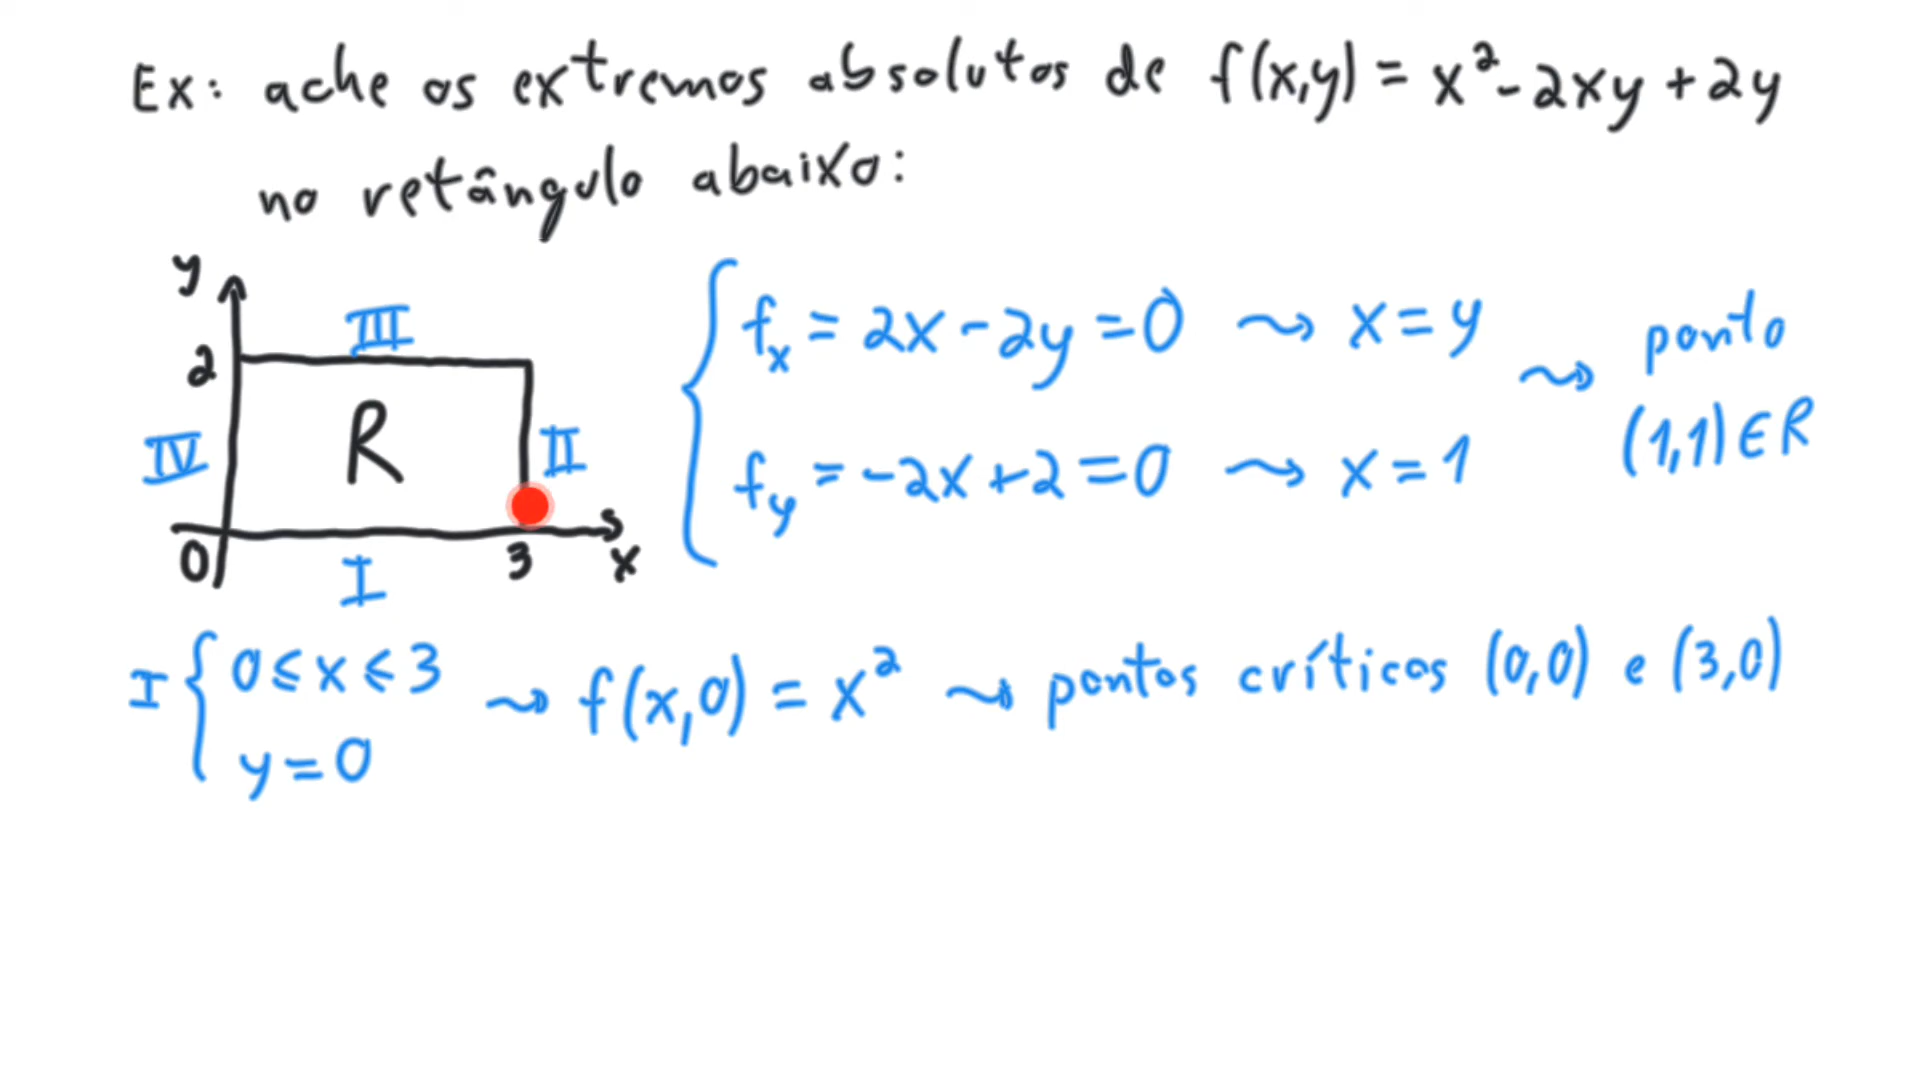 Ex: ache os extremos absolutos de f(x,y) = x² - 2xy + 2y
no retângulo abaixo:
y
III
2
R
IV
II
0
3
x
I
fx = 2x - 2y = 0 ⤳ x = y
fy = -2x + 2 = 0 ⤳ x = 1
⤳ ponto
(1,1) ∈ R
I { 0 ≤ x ≤ 3
y = 0
⤳ f(x,0) = x² ⤳ pontos críticos (0,0) e (3,0)